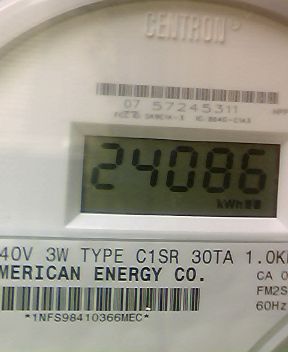 CENTRON
07 57245311
24086
kWh
40V 3W TYPE C1SR 30TA 1.0K
MERICAN ENERGY CO.
CA 0
FM2S
60Hz
*1NFS98410366MEC*